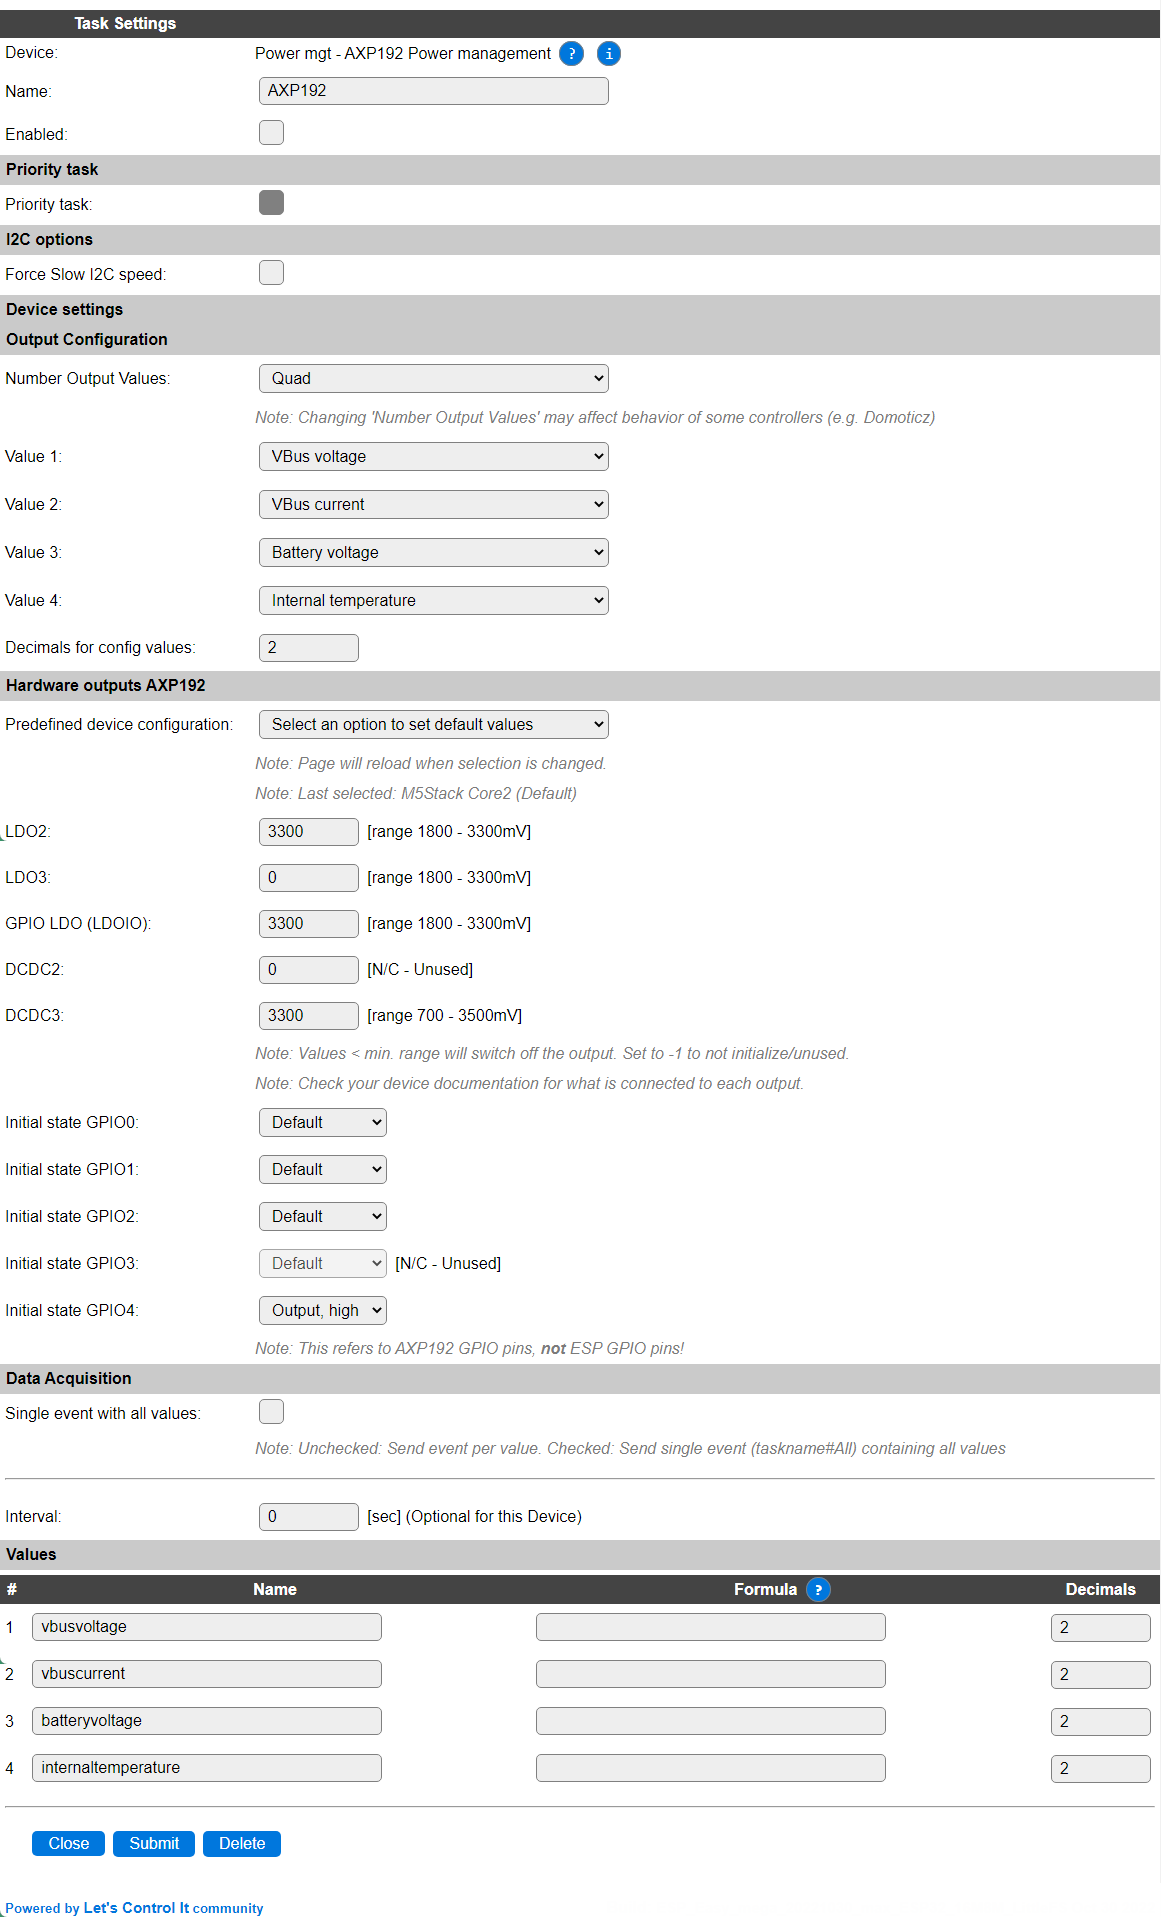 Task Settings
Device: Power mgt - AXP192 Power management ? i
Name: AXP192
Enabled:
Priority task
Priority task:
I2C options
Force Slow I2C speed:
Device settings
Output Configuration
Number Output Values: Quad
Note: Changing 'Number Output Values' may affect behavior of some controllers (e.g. Domoticz)
Value 1: VBus voltage
Value 2: VBus current
Value 3: Battery voltage
Value 4: Internal temperature
Decimals for config values: 2
Hardware outputs AXP192
Predefined device configuration: Select an option to set default values
Note: Page will reload when selection is changed.
Note: Last selected: M5Stack Core2 (Default)
LDO2: 3300 [range 1800 - 3300mV]
LDO3: 0 [range 1800 - 3300mV]
GPIO LDO (LDOIO): 3300 [range 1800 - 3300mV]
DCDC2: 0 [N/C - Unused]
DCDC3: 3300 [range 700 - 3500mV]
Note: Values < min. range will switch off the output. Set to -1 to not initialize/unused.
Note: Check your device documentation for what is connected to each output.
Initial state GPIO0: Default
Initial state GPIO1: Default
Initial state GPIO2: Default
Initial state GPIO3: Default [N/C - Unused]
Initial state GPIO4: Output, high
Note: This refers to AXP192 GPIO pins, not ESP GPIO pins!
Data Acquisition
Single event with all values:
Note: Unchecked: Send event per value. Checked: Send single event (taskname#All) containing all values
Interval: 0 [sec] (Optional for this Device)
Values
# Name Formula ? Decimals
1 vbusvoltage 2
2 vbuscurrent 2
3 batteryvoltage 2
4 internaltemperature 2
Close Submit Delete
Powered by Let's Control It community